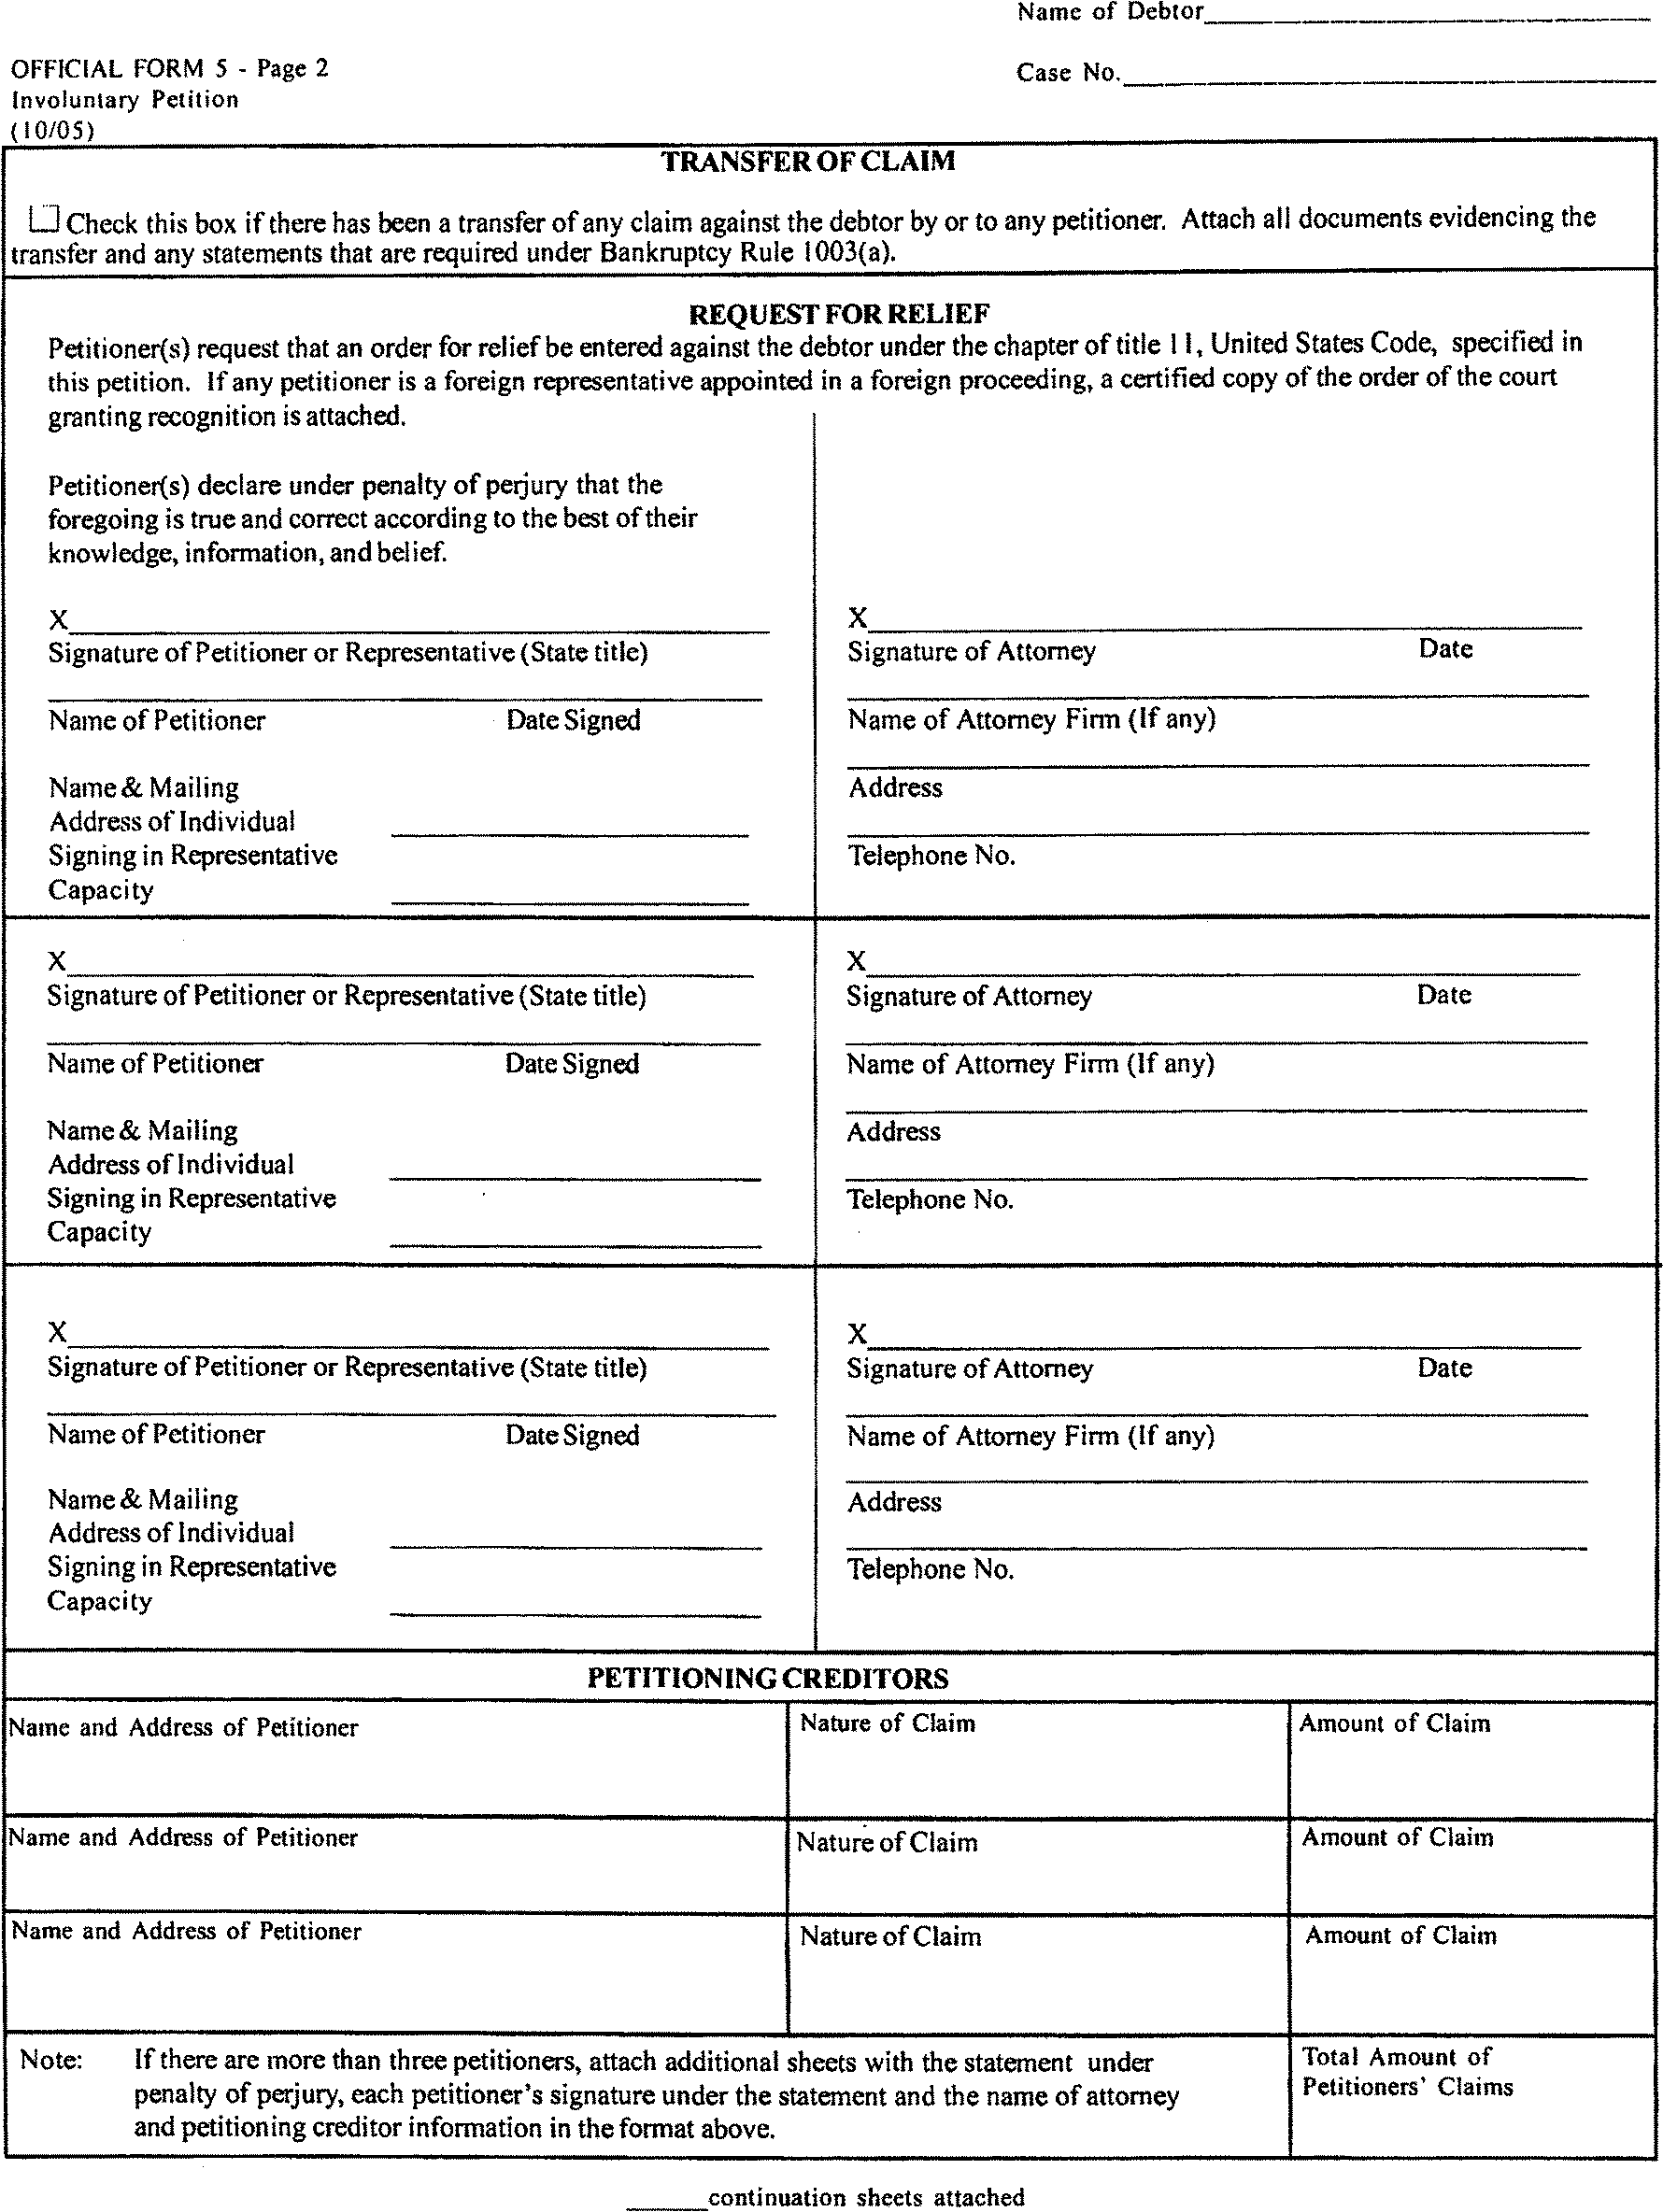 Name of Debtor
OFFICIAL FORM 5 - Page 2
Case No.
Involuntary Petition
(10/05)
TRANSFER OF CLAIM
Check this box if there has been a transfer of any claim against the debtor by or to any petitioner. Attach all documents evidencing the
transfer and any statements that are required under Bankruptcy Rule 1003(a).
REQUEST FOR RELIEF
Petitioner(s) request that an order for relief be entered against the debtor under the chapter of title 11, United States Code, specified in
this petition. If any petitioner is a foreign representative appointed in a foreign proceeding, a certified copy of the order of the court
granting recognition is attached.
Petitioner(s) declare under penalty of perjury that the
foregoing is true and correct according to the best of their
knowledge, information, and belief.
X
Signature of Petitioner or Representative (State title)
Name of Petitioner Date Signed
Name & Mailing
Address of Individual
Signing in Representative
Capacity
X
Signature of Attorney Date
Name of Attorney Firm (If any)
Address
Telephone No.
X
Signature of Petitioner or Representative (State title)
Name of Petitioner Date Signed
Name & Mailing
Address of Individual
Signing in Representative
Capacity
X
Signature of Attorney Date
Name of Attorney Firm (If any)
Address
Telephone No.
X
Signature of Petitioner or Representative (State title)
Name of Petitioner Date Signed
Name & Mailing
Address of Individual
Signing in Representative
Capacity
X
Signature of Attorney Date
Name of Attorney Firm (If any)
Address
Telephone No.
PETITIONING CREDITORS
Name and Address of Petitioner Nature of Claim Amount of Claim
Name and Address of Petitioner Nature of Claim Amount of Claim
Name and Address of Petitioner Nature of Claim Amount of Claim
Note: If there are more than three petitioners, attach additional sheets with the statement under
penalty of perjury, each petitioner's signature under the statement and the name of attorney
and petitioning creditor information in the format above.
Total Amount of
Petitioners' Claims
continuation sheets attached